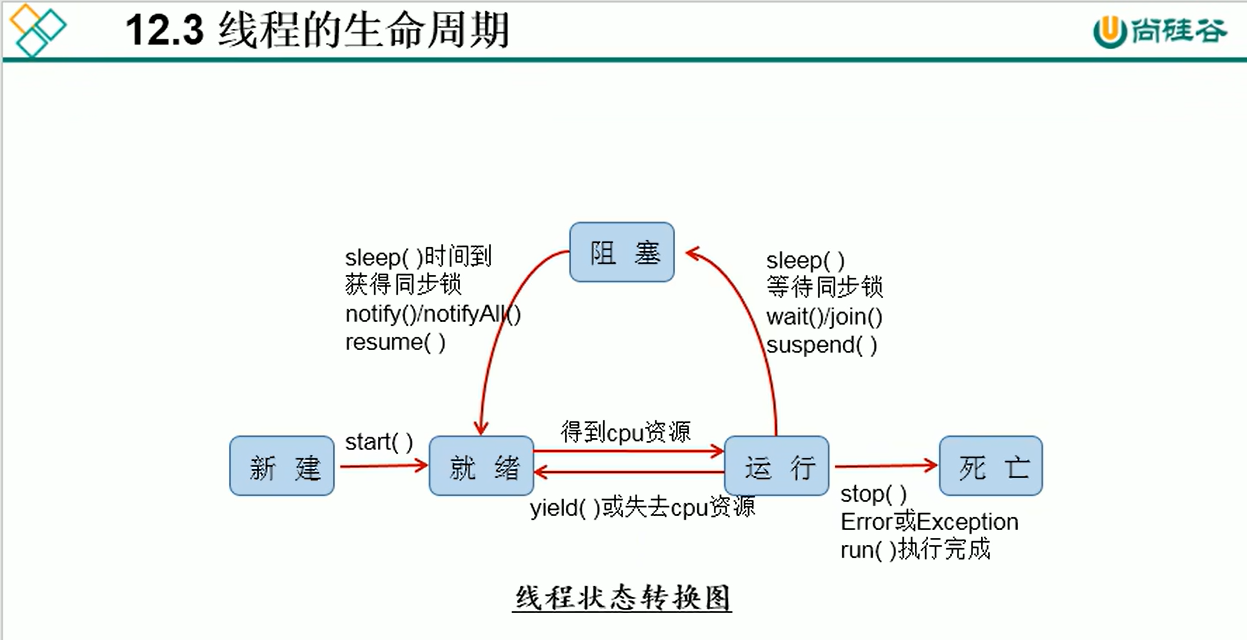 12.3 线程的生命周期
尚硅谷
阻 塞
sleep( )时间到
获得同步锁
notify()/notifyAll()
resume( )
sleep( )
等待同步锁
wait()/join()
suspend( )
新 建
start( )
就 绪
得到cpu资源
yield( )或失去cpu资源
运 行
stop( )
Error或Exception
run( )执行完成
死 亡
线程状态转换图